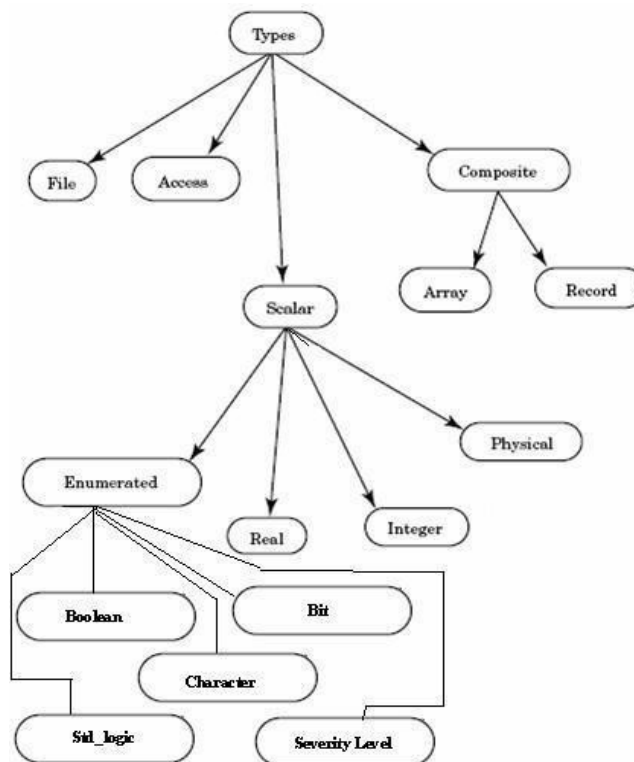 Types
File
Access
Composite
Array
Record
Scalar
Physical
Enumerated
Real
Integer
Boolean
Bit
Character
Std_logic
Severity Level